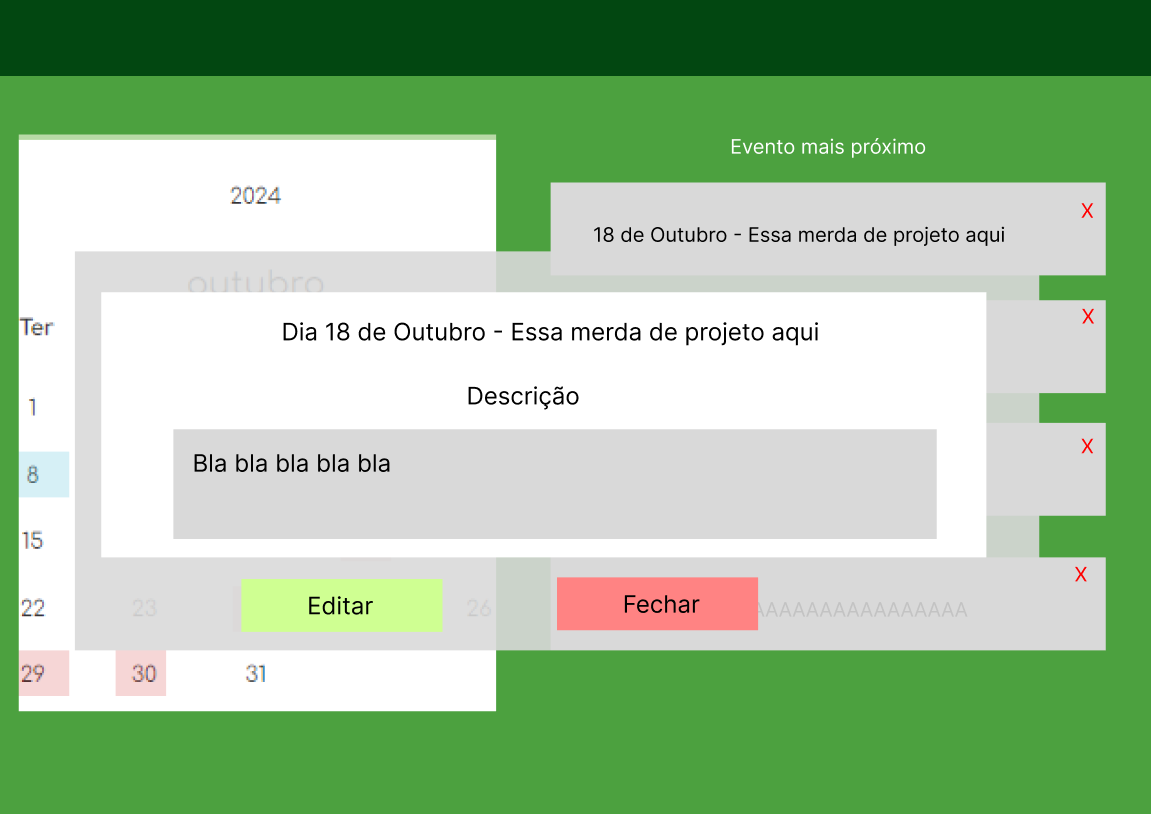 Evento mais próximo
2024
X
18 de Outubro - Essa merda de projeto aqui
outubro
Ter
X
Dia 18 de Outubro - Essa merda de projeto aqui
1
Descrição
X
8
Bla bla bla bla bla
15
X
22 23 26
Editar Fechar
AAAAAAAAAAAAAAAA
29 30 31